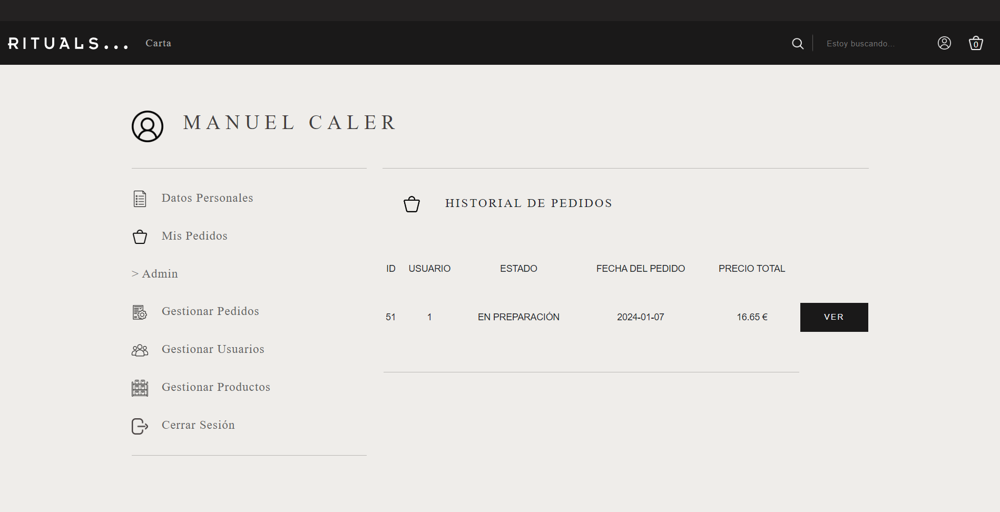 RITUALS... Carta Estoy buscando... 0
MANUEL CALER
Datos Personales
Mis Pedidos
> Admin
Gestionar Pedidos
Gestionar Usuarios
Gestionar Productos
Cerrar Sesión
HISTORIAL DE PEDIDOS
ID USUARIO ESTADO FECHA DEL PEDIDO PRECIO TOTAL
51 1 EN PREPARACIÓN 2024-01-07 16.65 € VER